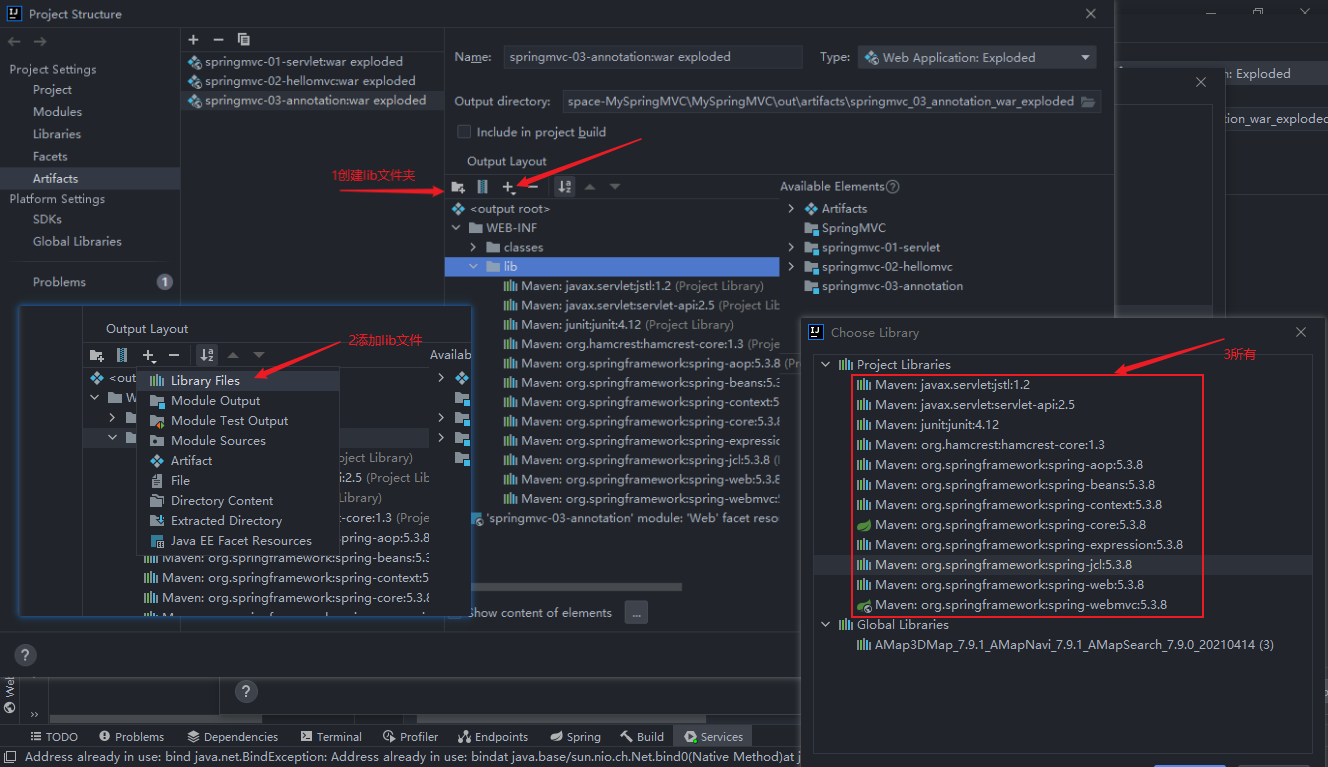 Project Structure
Project Settings
Project
Modules
Libraries
Facets
Artifacts
Platform Settings
SDKs
Global Libraries
Problems
1
springmvc-01-servlet:war exploded
springmvc-02-hellomvc:war exploded
springmvc-03-annotation:war exploded
Name: springmvc-03-annotation:war exploded Type: Web Application: Exploded
Output directory: space-MySpringMVC\MySpringMVC\out\artifacts\springmvc_03_annotation_war_exploded
Include in project build
Output Layout
1创建lib文件夹
<output root>
WEB-INF
classes
lib
Maven: javax.servlet:jstl:1.2 (Project Library)
Maven: javax.servlet:servlet-api:2.5 (Project Lib
Maven: junit:junit:4.12 (Project Library)
Maven: org.hamcrest:hamcrest-core:1.3 (Proje
Maven: org.springframework:spring-aop:5.3.8 (P
Maven: org.springframework:spring-beans:5.3
Maven: org.springframework:spring-context:5
Maven: org.springframework:spring-core:5.3.8
Maven: org.springframework:spring-expressio
Maven: org.springframework:spring-jcl:5.3.8 (
Maven: org.springframework:spring-web:5.3.8
Maven: org.springframework:spring-webmvc:
'springmvc-03-annotation' module: 'Web' facet reso
Show content of elements
...
Available Elements
Artifacts
SpringMVC
springmvc-01-servlet
springmvc-02-hellomvc
springmvc-03-annotation
n: Exploded
tion_war_exploded
Output Layout
2添加lib文件
Availab
<out
W
Library Files
Module Output
Module Test Output
Module Sources
Artifact
File
Directory Content
Extracted Directory
Java EE Facet Resources
oject Library)
i:2.5 (Project Lib
Library)
t-core:1.3 (Projec
g-aop:5.3.8
Maven: org.springframework:spring-beans:5.3
Maven: org.springframework:spring-context:5
Maven: org.springframework:spring-core:5.3.8
Choose Library
3所有
Project Libraries
Maven: javax.servlet:jstl:1.2
Maven: javax.servlet:servlet-api:2.5
Maven: junit:junit:4.12
Maven: org.hamcrest:hamcrest-core:1.3
Maven: org.springframework:spring-aop:5.3.8
Maven: org.springframework:spring-beans:5.3.8
Maven: org.springframework:spring-context:5.3.8
Maven: org.springframework:spring-core:5.3.8
Maven: org.springframework:spring-expression:5.3.8
Maven: org.springframework:spring-jcl:5.3.8
Maven: org.springframework:spring-web:5.3.8
Maven: org.springframework:spring-webmvc:5.3.8
Global Libraries
AMap3DMap_7.9.1_AMapNavi_7.9.1_AMapSearch_7.9.0_20210414 (3)
Web
TODO Problems Dependencies Terminal Profiler Endpoints Spring Build Services
Address already in use: bind java.net.BindException: Address already in use: bindat java.base/sun.nio.ch.Net.bind0(Native Method)at j